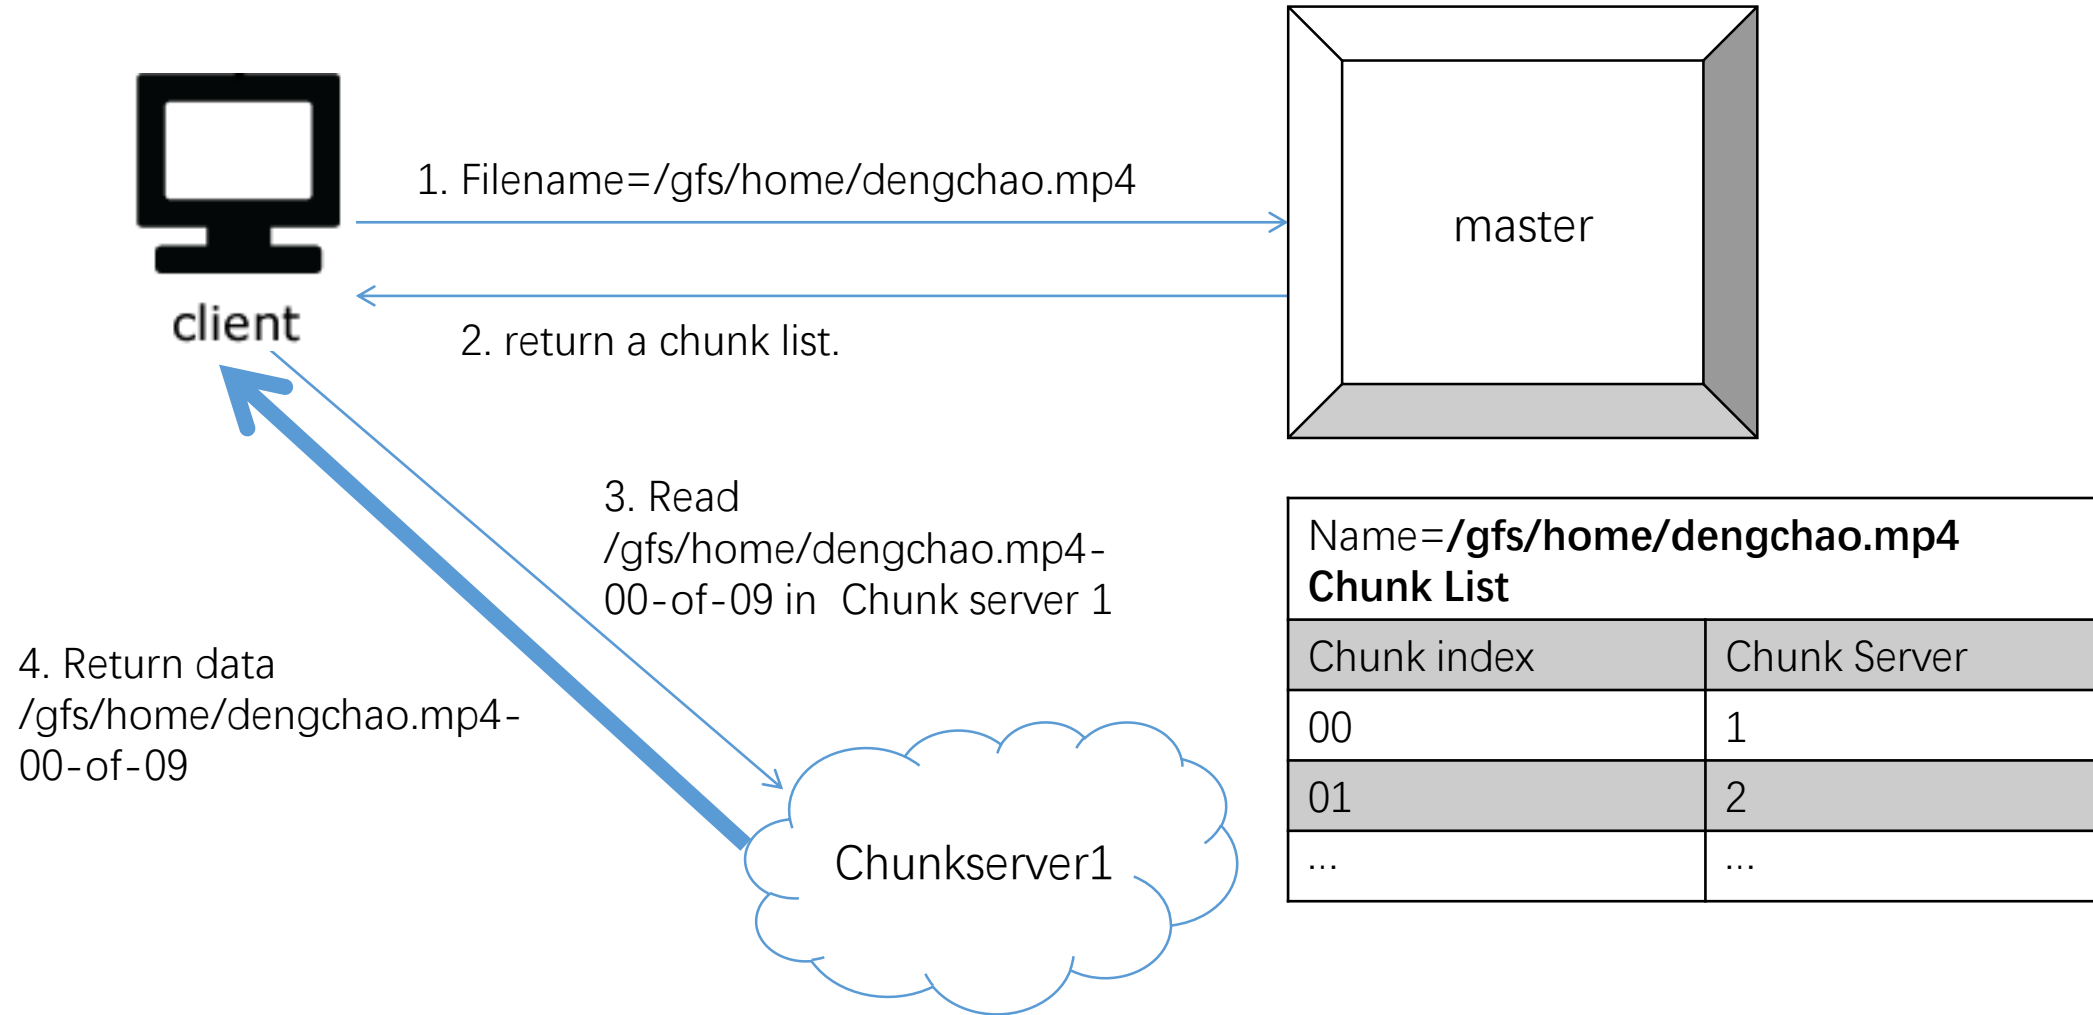 1. Filename=/gfs/home/dengchao.mp4
master
client
2. return a chunk list.
3. Read
/gfs/home/dengchao.mp4-
00-of-09 in  Chunk server 1
4. Return data
/gfs/home/dengchao.mp4-
00-of-09
Chunkserver1
Name=/gfs/home/dengchao.mp4
Chunk List
Chunk index
Chunk Server
00
1
01
2
...
...